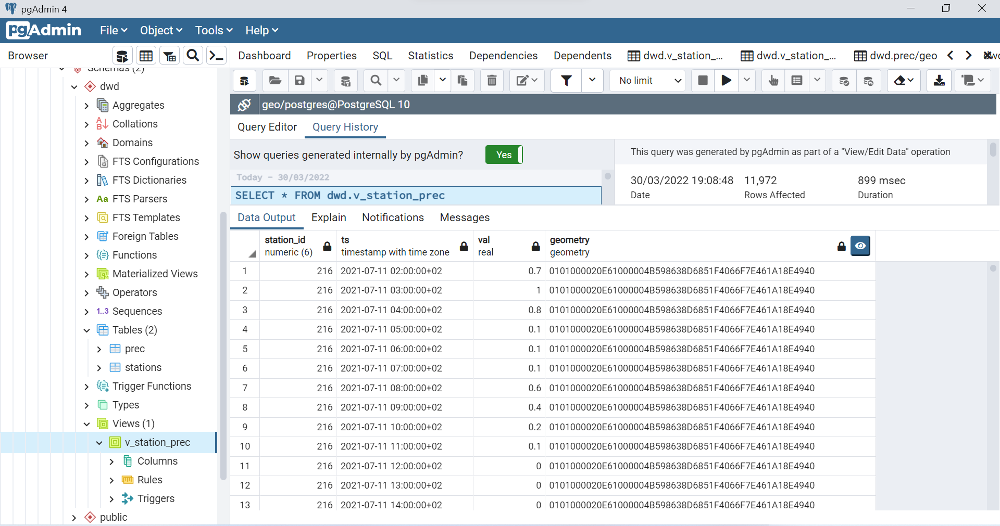 pgAdmin 4
pgAdmin File Object Tools Help
Browser
Dashboard Properties SQL Statistics Dependencies Dependents dwd.v_station_... dwd.v_station_... dwd.prec/geo
Schemas (2)
dwd
Aggregates
Collations
Domains
FTS Configurations
FTS Dictionaries
Aa FTS Parsers
FTS Templates
Foreign Tables
Functions
Materialized Views
Operators
1..3 Sequences
Tables (2)
prec
stations
Trigger Functions
Types
Views (1)
v_station_prec
Columns
Rules
Triggers
public
No limit
geo/postgres@PostgreSQL 10
Query Editor Query History
Show queries generated internally by pgAdmin? Yes
Today - 30/03/2022
SELECT * FROM dwd.v_station_prec
This query was generated by pgAdmin as part of a "View/Edit Data" operation
30/03/2022 19:08:48 11,972 899 msec
Date Rows Affected Duration
Data Output Explain Notifications Messages
station_id ts val geometry
numeric (6) timestamp with time zone real geometry
1 216 2021-07-11 02:00:00+02 0.7 0101000020E61000004B598638D6851F4066F7E461A18E4940
2 216 2021-07-11 03:00:00+02 1 0101000020E61000004B598638D6851F4066F7E461A18E4940
3 216 2021-07-11 04:00:00+02 0.8 0101000020E61000004B598638D6851F4066F7E461A18E4940
4 216 2021-07-11 05:00:00+02 0.1 0101000020E61000004B598638D6851F4066F7E461A18E4940
5 216 2021-07-11 06:00:00+02 0.1 0101000020E61000004B598638D6851F4066F7E461A18E4940
6 216 2021-07-11 07:00:00+02 0.1 0101000020E61000004B598638D6851F4066F7E461A18E4940
7 216 2021-07-11 08:00:00+02 0.6 0101000020E61000004B598638D6851F4066F7E461A18E4940
8 216 2021-07-11 09:00:00+02 0.4 0101000020E61000004B598638D6851F4066F7E461A18E4940
9 216 2021-07-11 10:00:00+02 0.2 0101000020E61000004B598638D6851F4066F7E461A18E4940
10 216 2021-07-11 11:00:00+02 0.1 0101000020E61000004B598638D6851F4066F7E461A18E4940
11 216 2021-07-11 12:00:00+02 0 0101000020E61000004B598638D6851F4066F7E461A18E4940
12 216 2021-07-11 13:00:00+02 0 0101000020E61000004B598638D6851F4066F7E461A18E4940
13 216 2021-07-11 14:00:00+02 0 0101000020E61000004B598638D6851F4066F7E461A18E4940